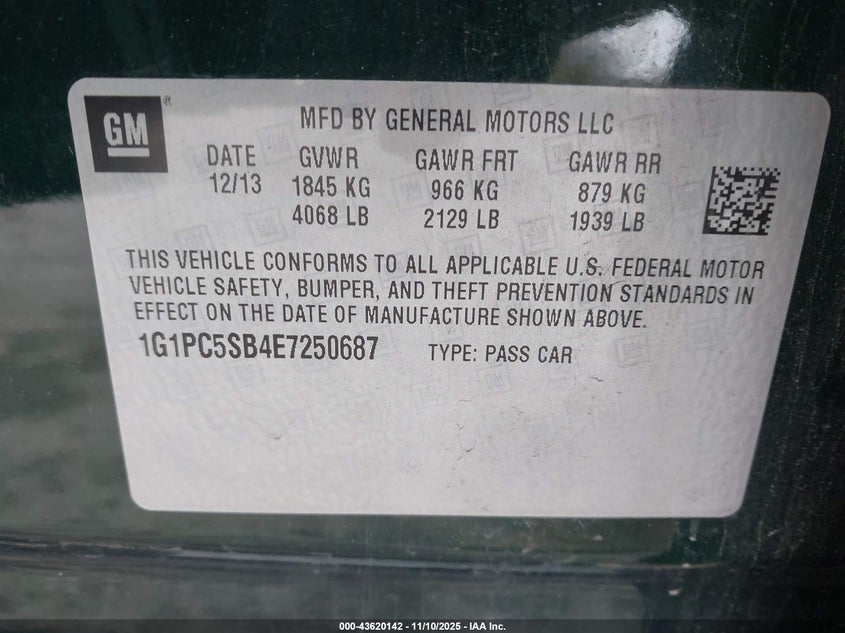 GM
MFD BY GENERAL MOTORS LLC
DATE GVWR GAWR FRT GAWR RR
12/13 1845 KG 966 KG 879 KG
4068 LB 2129 LB 1939 LB
THIS VEHICLE CONFORMS TO ALL APPLICABLE U.S. FEDERAL MOTOR
VEHICLE SAFETY, BUMPER, AND THEFT PREVENTION STANDARDS IN
EFFECT ON THE DATE OF MANUFACTURE SHOWN ABOVE.
1G1PC5SB4E7250687 TYPE: PASS CAR
000-43620142 - 11/10/2025 - IAA Inc.